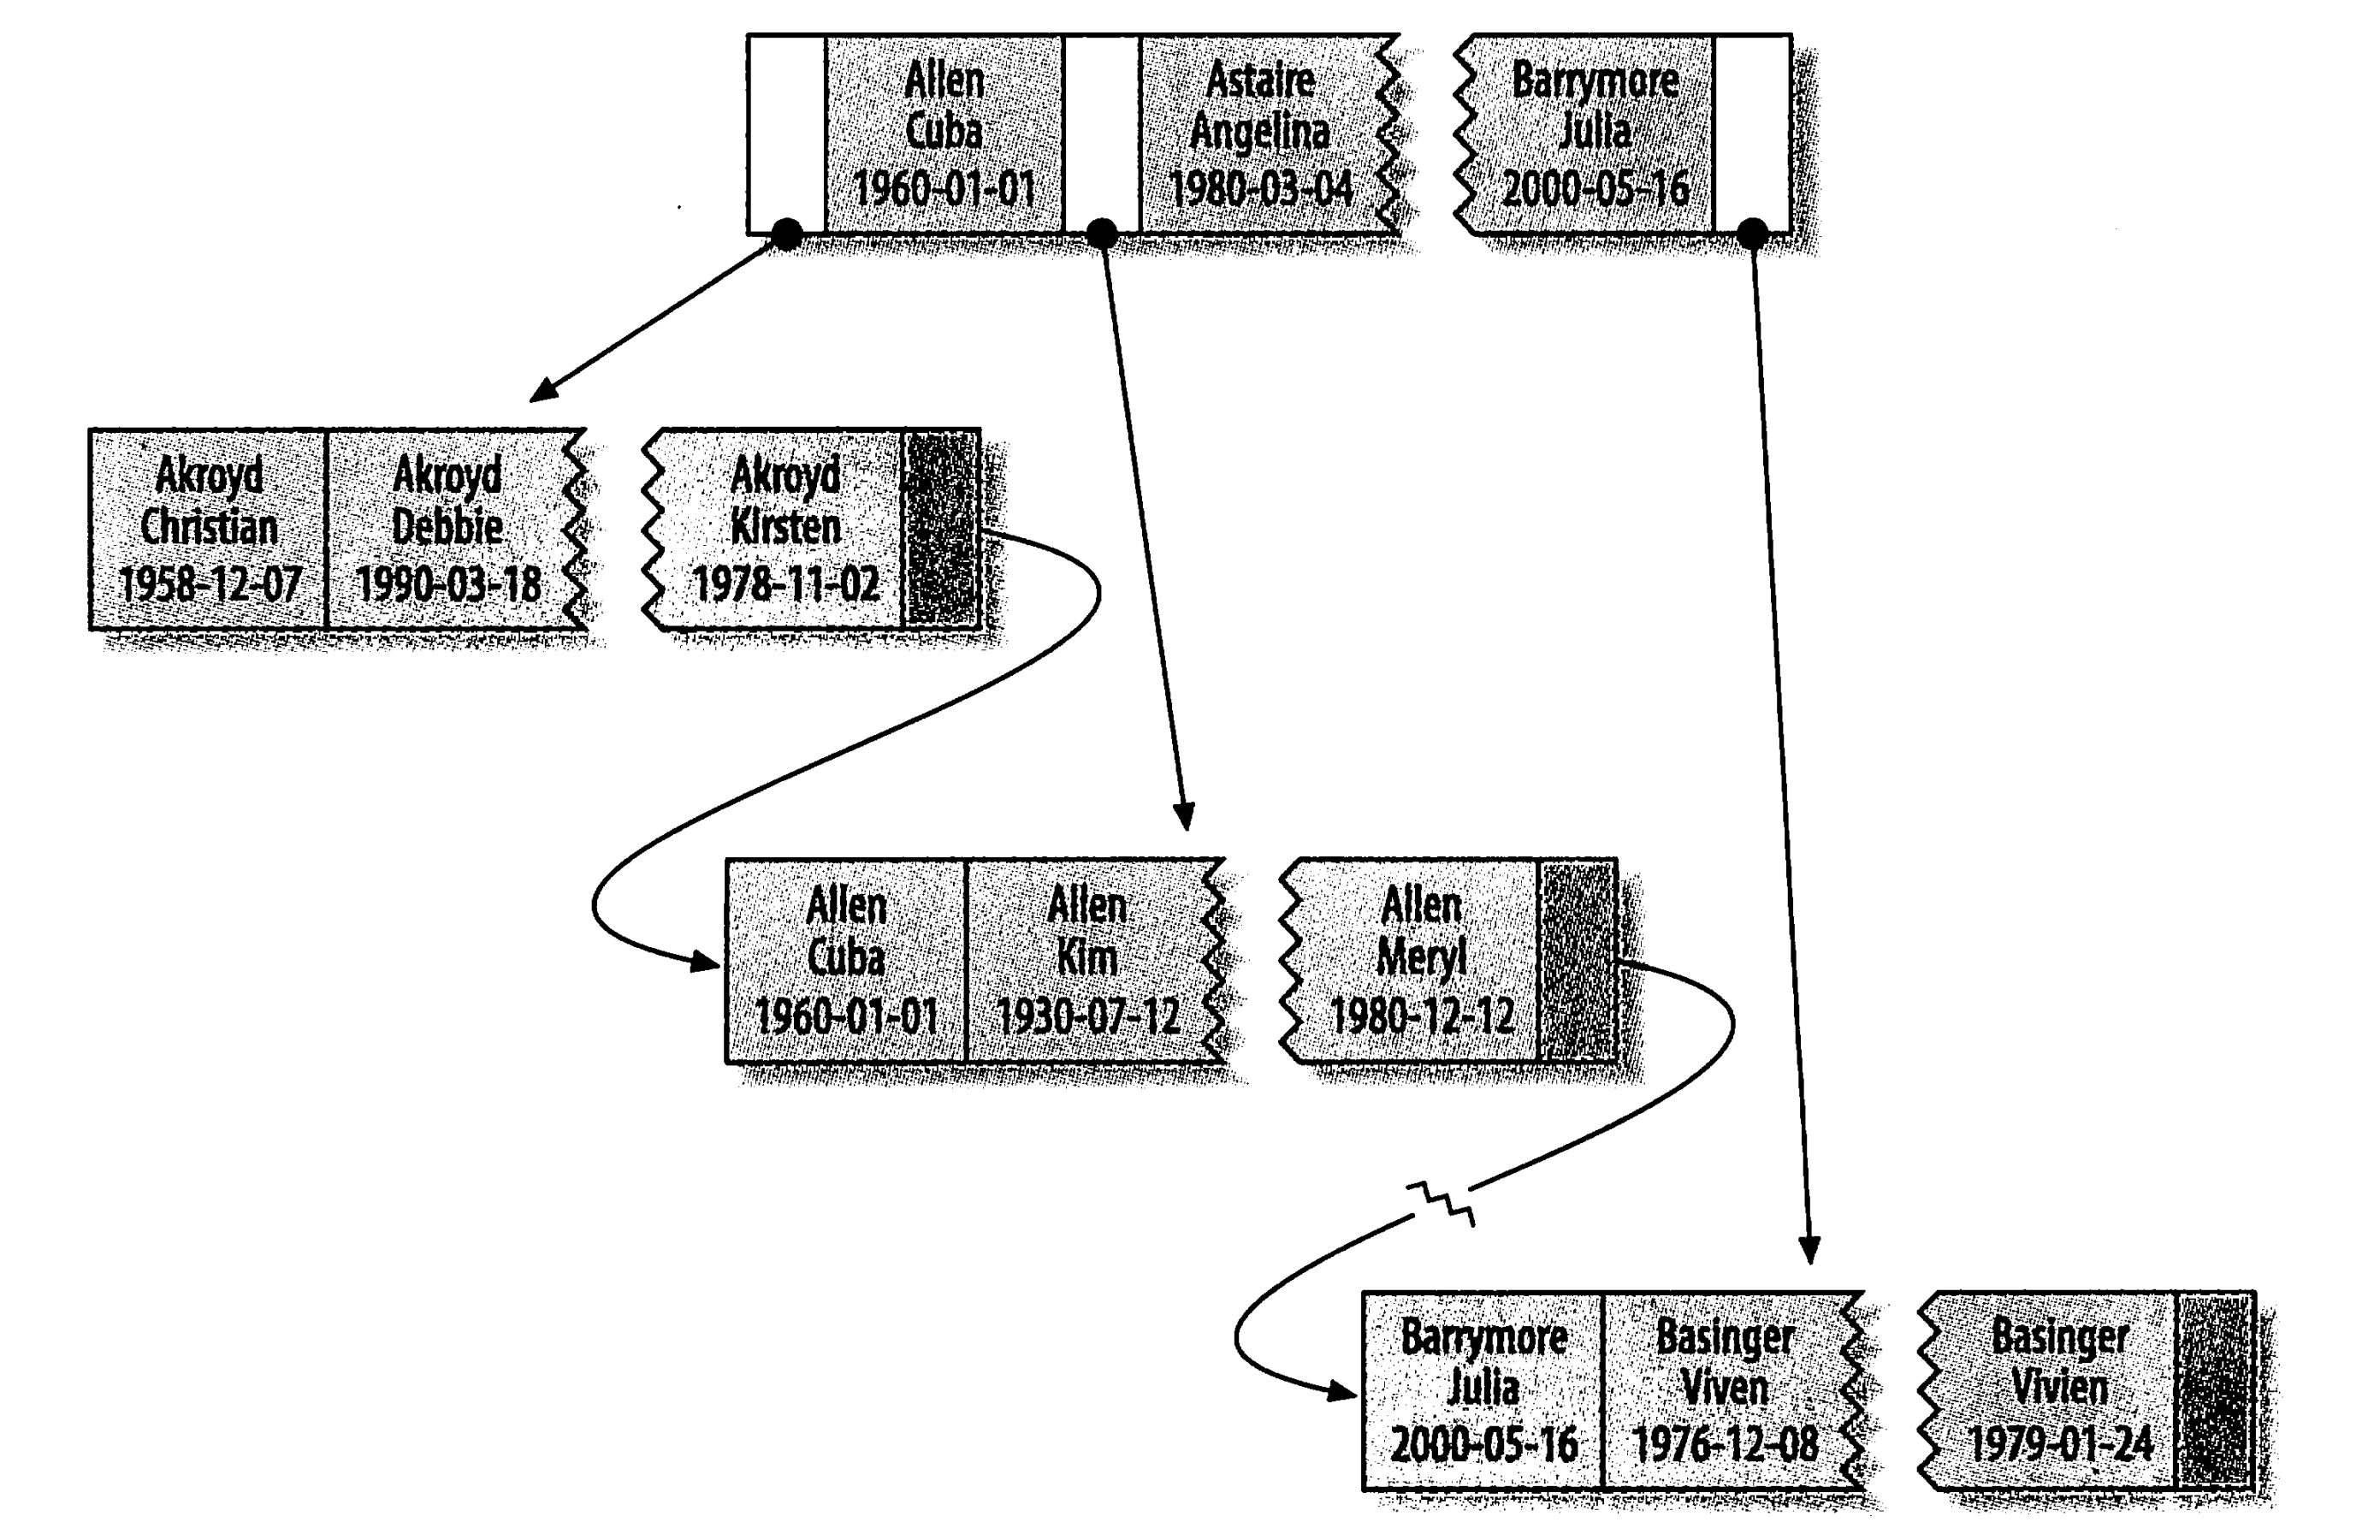 Allen
Cuba
1960-01-01
Astaire
Angelina
1980-03-04
Barrymore
Julia
2000-05-16
Akroyd
Christian
1958-12-07
Akroyd
Debbie
1990-03-18
Akroyd
Kirsten
1978-11-02
Allen
Cuba
1960-01-01
Allen
Kim
1930-07-12
Allen
Meryl
1980-12-12
Barrymore
Julia
2000-05-16
Basinger
Viven
1976-12-08
Basinger
Vivien
1979-01-24